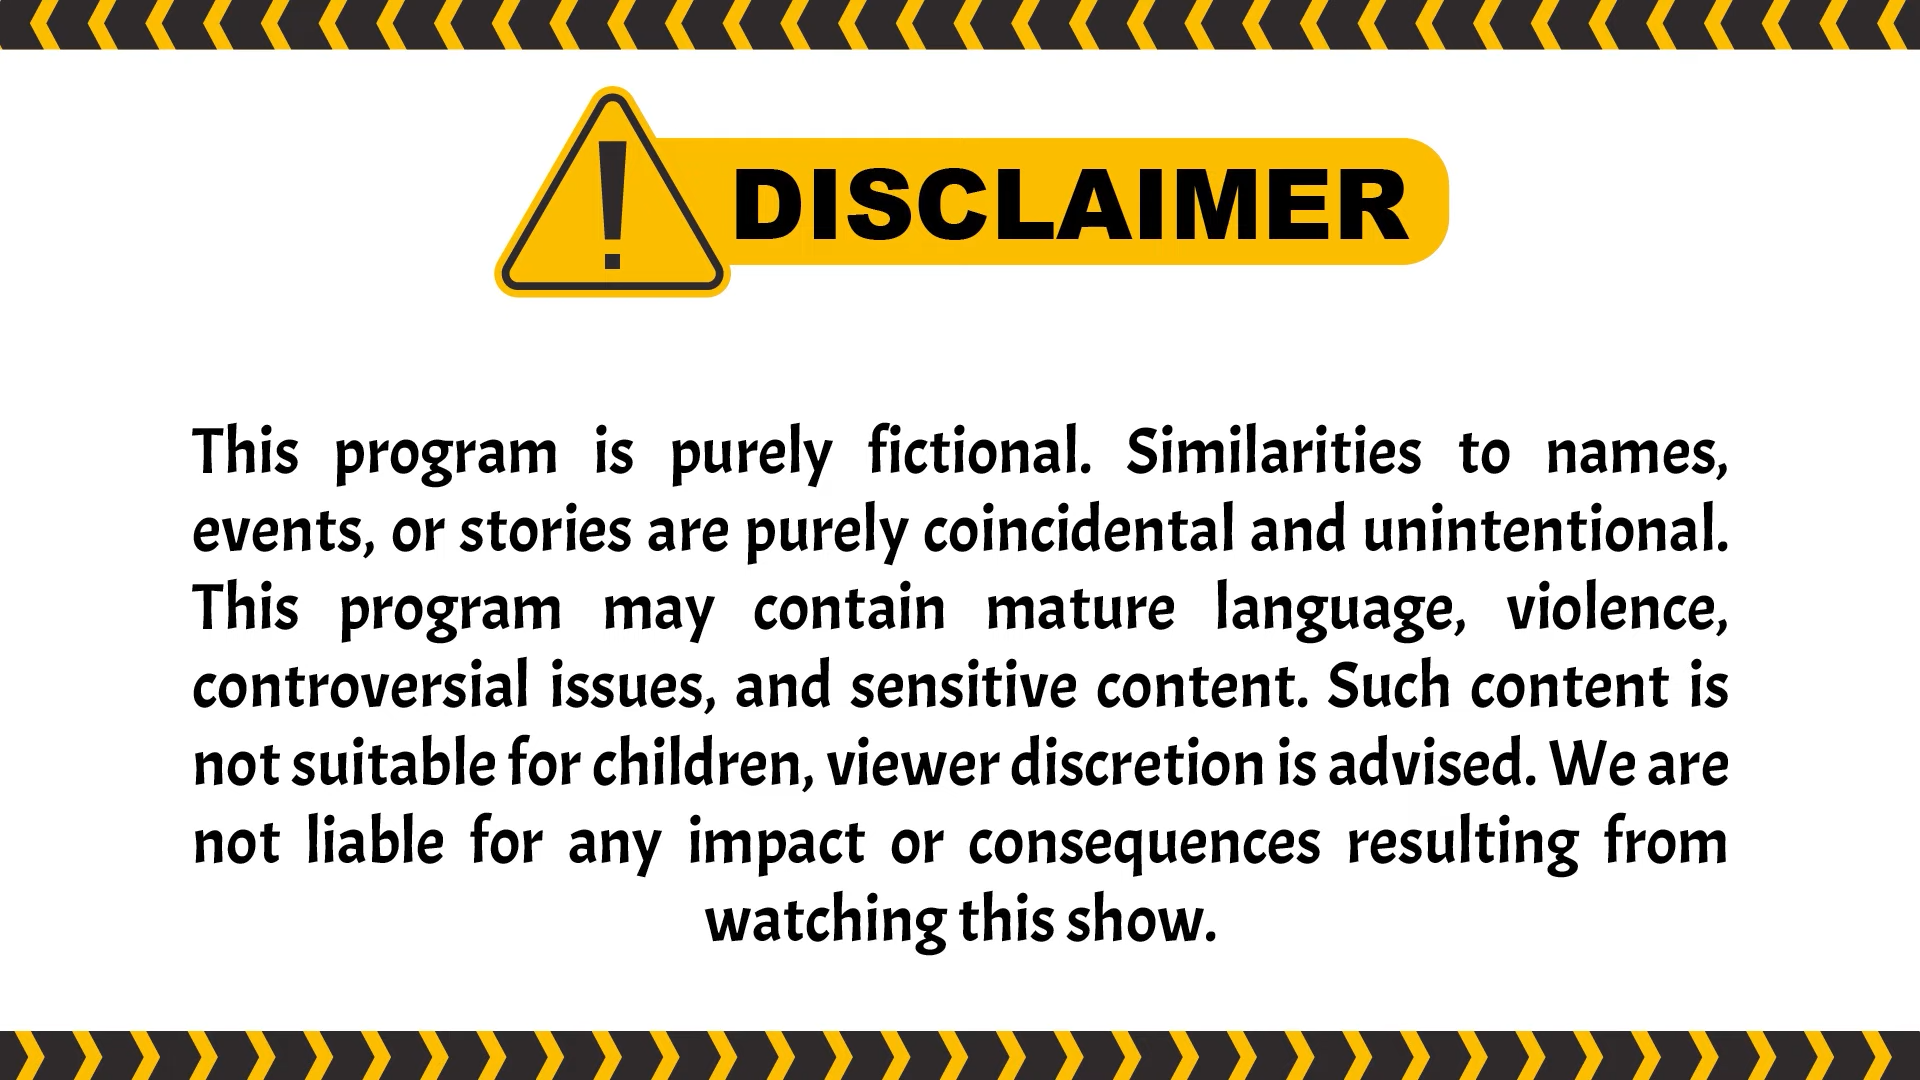 DISCLAIMER
This program is purely fictional. Similarities to names,
events, or stories are purely coincidental and unintentional.
This program may contain mature language, violence,
controversial issues, and sensitive content. Such content is
not suitable for children, viewer discretion is advised. We are
not liable for any impact or consequences resulting from
watching this show.